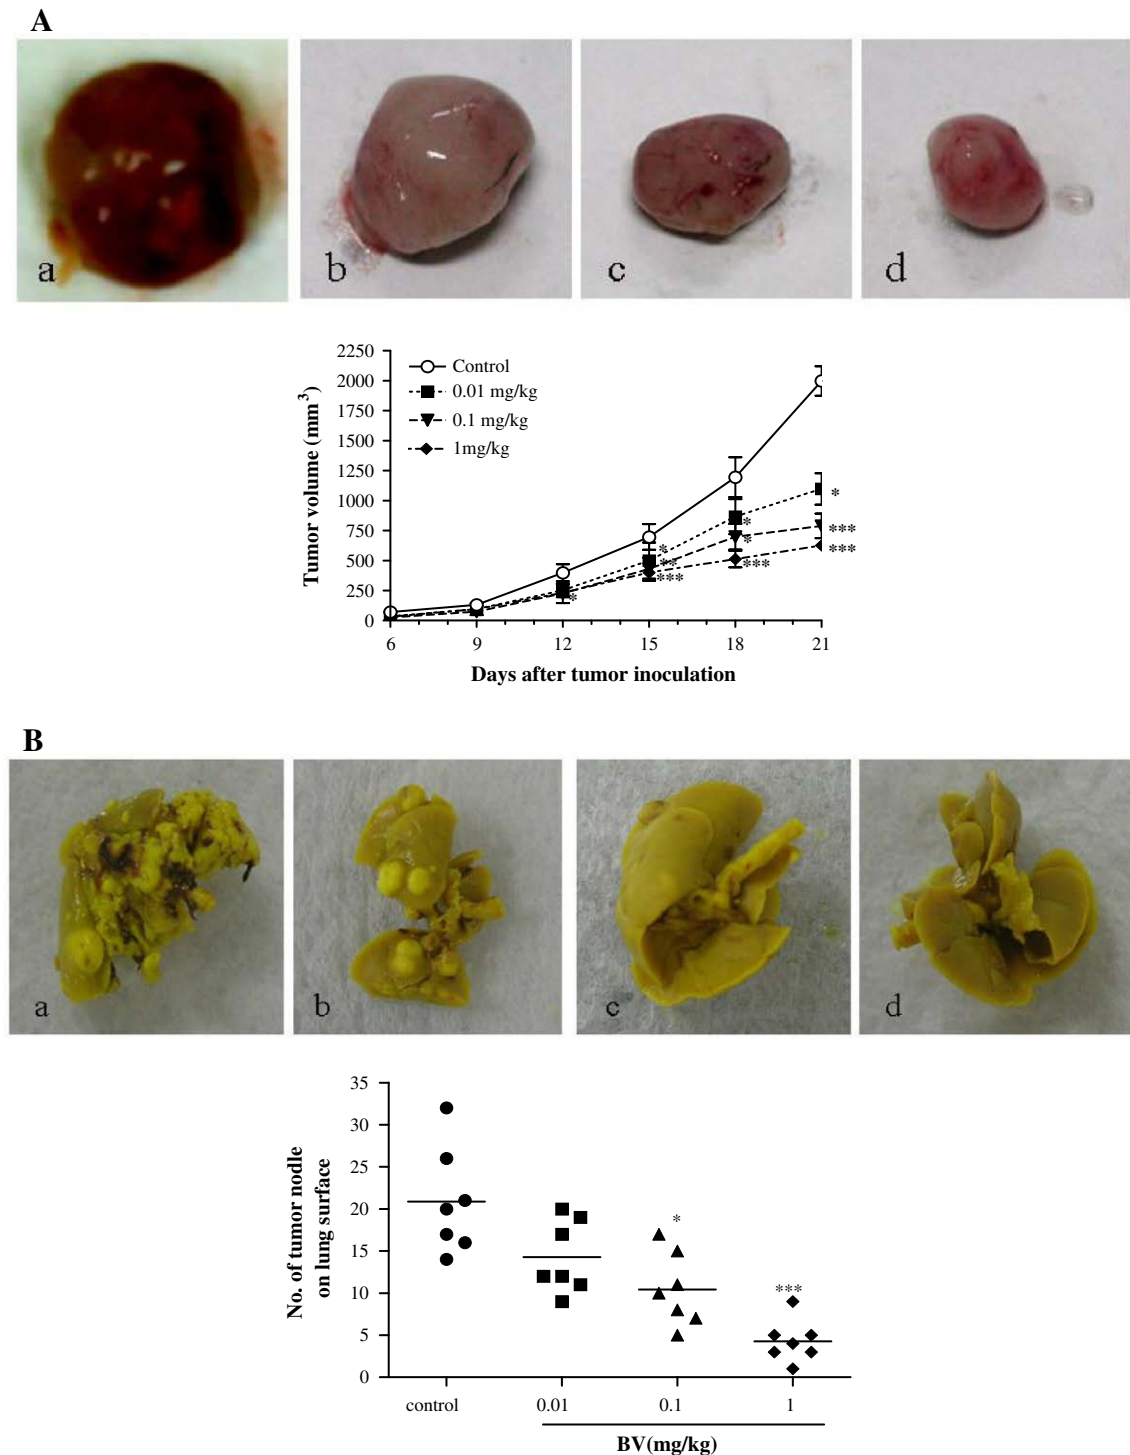 A
a
b
c
d
2250
2000
1750
1500
1250
1000
750
500
250
0
Tumor volume (mm3)
Control
0.01 mg/kg
0.1 mg/kg
1mg/kg
*
*
**
***
*
*
***
*
***
***
6
9
12
15
18
21
Days after tumor inoculation
B
a
b
c
d
35
30
25
20
15
10
5
0
No. of tumor nodle
on lung surface
*
***
control
0.01
0.1
1
BV(mg/kg)